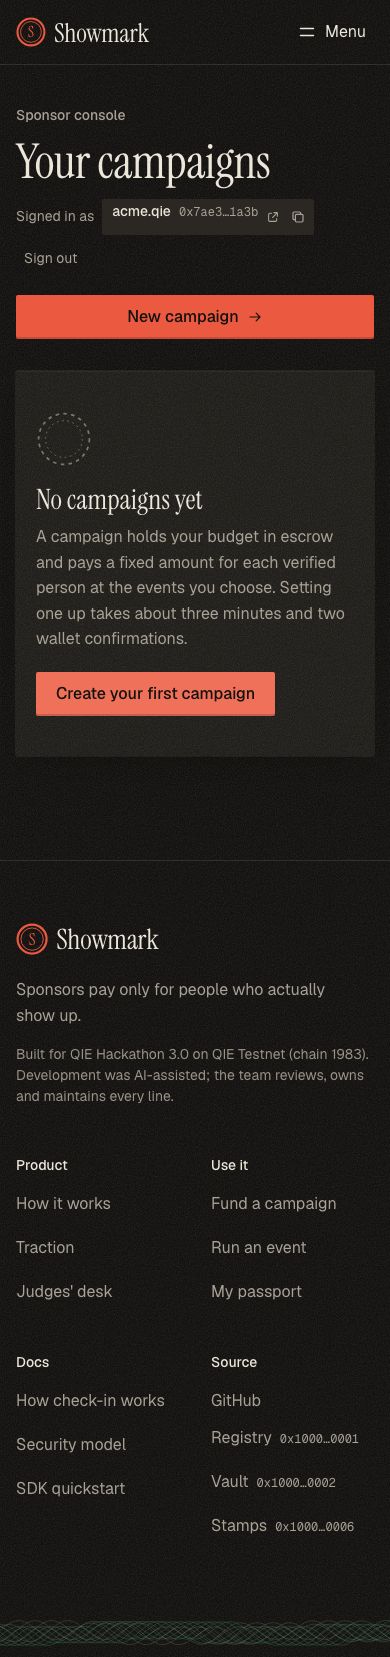 S Showmark
Menu
Sponsor console
Your campaigns
Signed in as acme.qie 0x7ae3…1a3b
Sign out
New campaign →
No campaigns yet
A campaign holds your budget in escrow
and pays a fixed amount for each verified
person at the events you choose. Setting
one up takes about three minutes and two
wallet confirmations.
Create your first campaign
S Showmark
Sponsors pay only for people who actually
show up.
Built for QIE Hackathon 3.0 on QIE Testnet (chain 1983).
Development was AI-assisted; the team reviews, owns
and maintains every line.
Product
How it works
Traction
Judges' desk
Use it
Fund a campaign
Run an event
My passport
Docs
How check-in works
Security model
SDK quickstart
Source
GitHub
Registry 0x1000…0001
Vault 0x1000…0002
Stamps 0x1000…0006